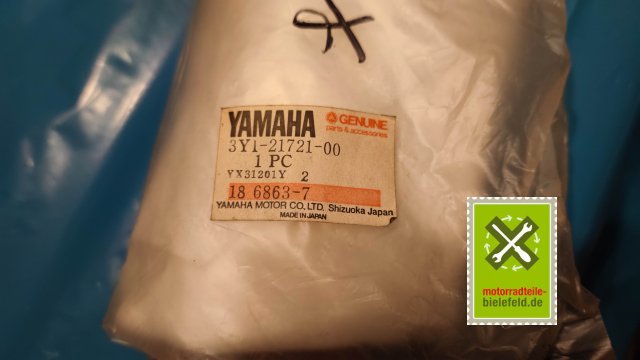 YAMAHA
GENUINE
parts & accessories
3Y1-21721-00
1 PC
YX31201Y 2
18 6863-7
YAMAHA MOTOR CO., LTD. Shizuoka Japan
MADE IN JAPAN
motorradteile-
bielefeld.de